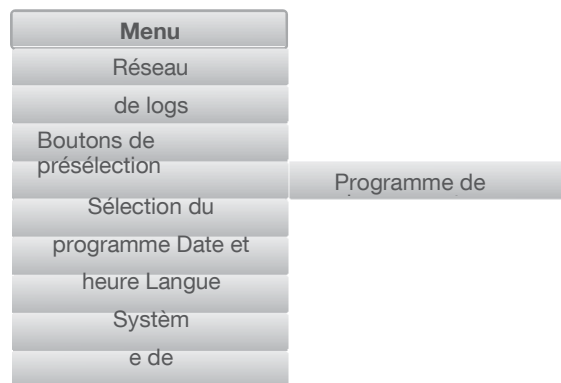 Menu
Réseau
de logs
Boutons de
présélection
Programme de
Sélection du
programme Date et
heure Langue
Systèm
e de